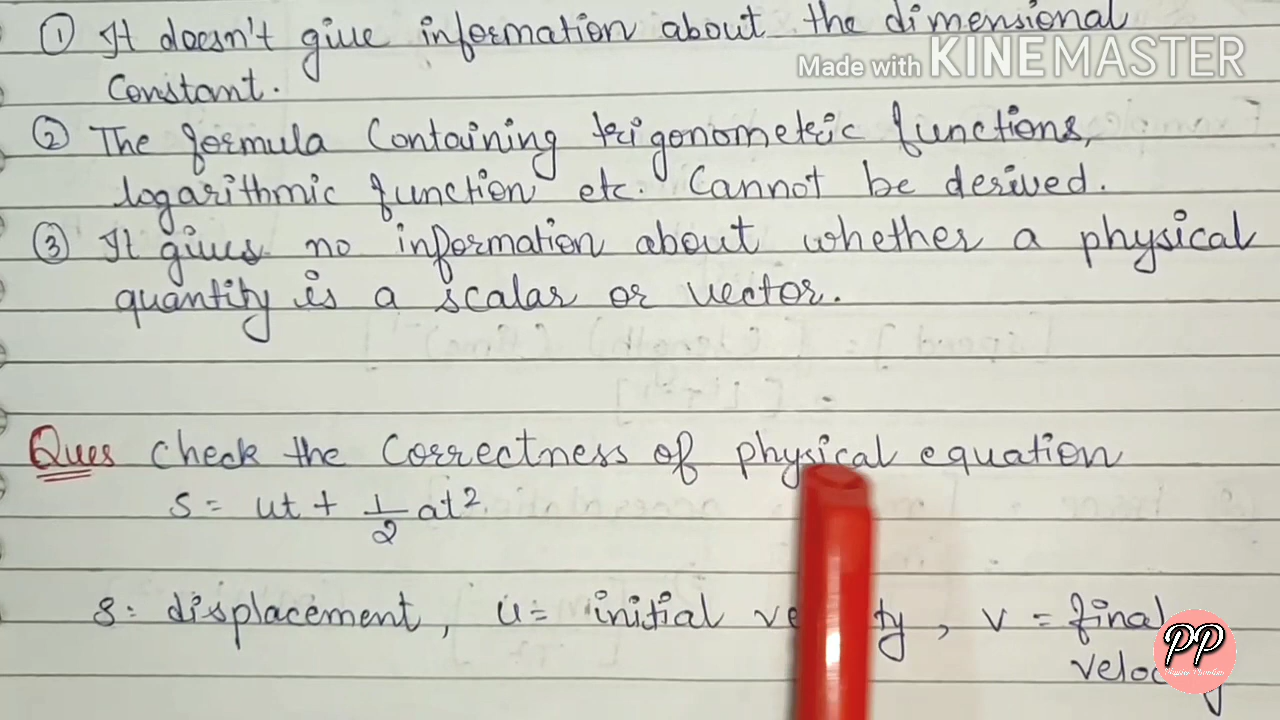 ① It doesn't give information about the dimensional
Made with KINEMASTER
Constant.
② The formula Containing trigonometric functions,
logarithmic function etc. Cannot be derived.
③ It gives no information about whether a physical
quantity is a scalar or vector.
Ques Check the Correctness of physical equation
s = ut + 1/2 at²
s = displacement, u = initial ve ty, v = final
velocity
PP